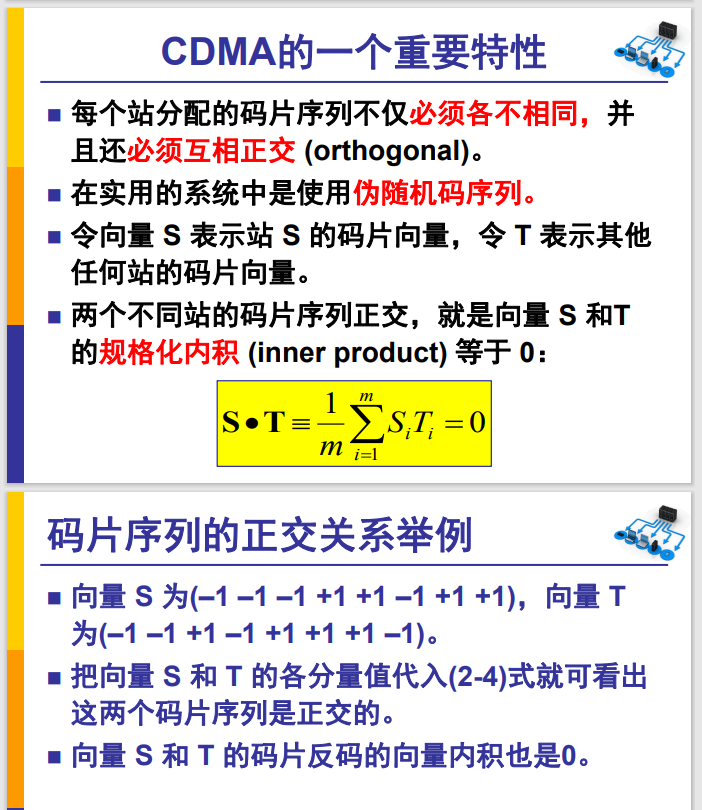 CDMA的一个重要特性
■ 每个站分配的码片序列不仅必须各不相同，并
且还必须互相正交 (orthogonal)。
■ 在实用的系统中是使用伪随机码序列。
■ 令向量 S 表示站 S 的码片向量，令 T 表示其他
任何站的码片向量。
■ 两个不同站的码片序列正交，就是向量 S 和T
的规格化内积 (inner product) 等于 0：
S•T ≡ 1/m ∑_{i=1}^{m} S_i T_i = 0
码片序列的正交关系举例
■ 向量 S 为(–1 –1 –1 +1 +1 –1 +1 +1)，向量 T
为(–1 –1 +1 –1 +1 +1 +1 –1)。
■ 把向量 S 和 T 的各分量值代入(2-4)式就可看出
这两个码片序列是正交的。
■ 向量 S 和 T 的码片反码的向量内积也是0。